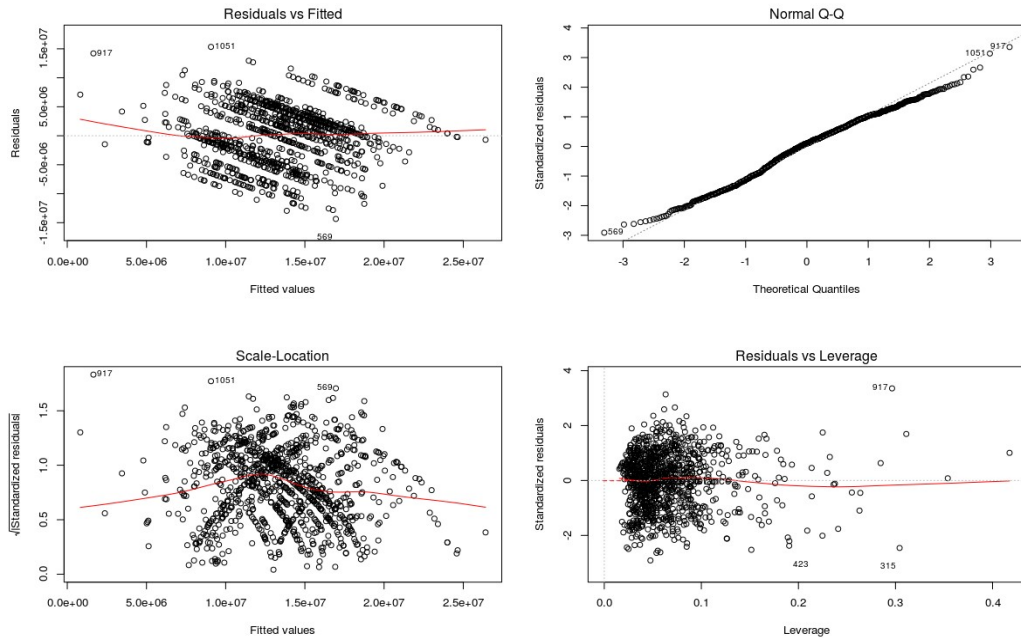 Residuals vs Fitted
Residuals
1.5e+07
5.0e+06
-5.0e+06
-1.5e+07
917
1051
569
0.0e+00 5.0e+06 1.0e+07 1.5e+07 2.0e+07 2.5e+07
Fitted values
Normal Q-Q
Standardized residuals
4
3
2
1
0
-1
-2
-3
1051
917
569
-3 -2 -1 0 1 2 3
Theoretical Quantiles
Scale-Location
√|Standardized residuals|
1.5
1.0
0.5
0.0
917
1051
569
0.0e+00 5.0e+06 1.0e+07 1.5e+07 2.0e+07 2.5e+07
Fitted values
Residuals vs Leverage
Standardized residuals
4
2
0
-2
917
423
315
0.0 0.1 0.2 0.3 0.4
Leverage